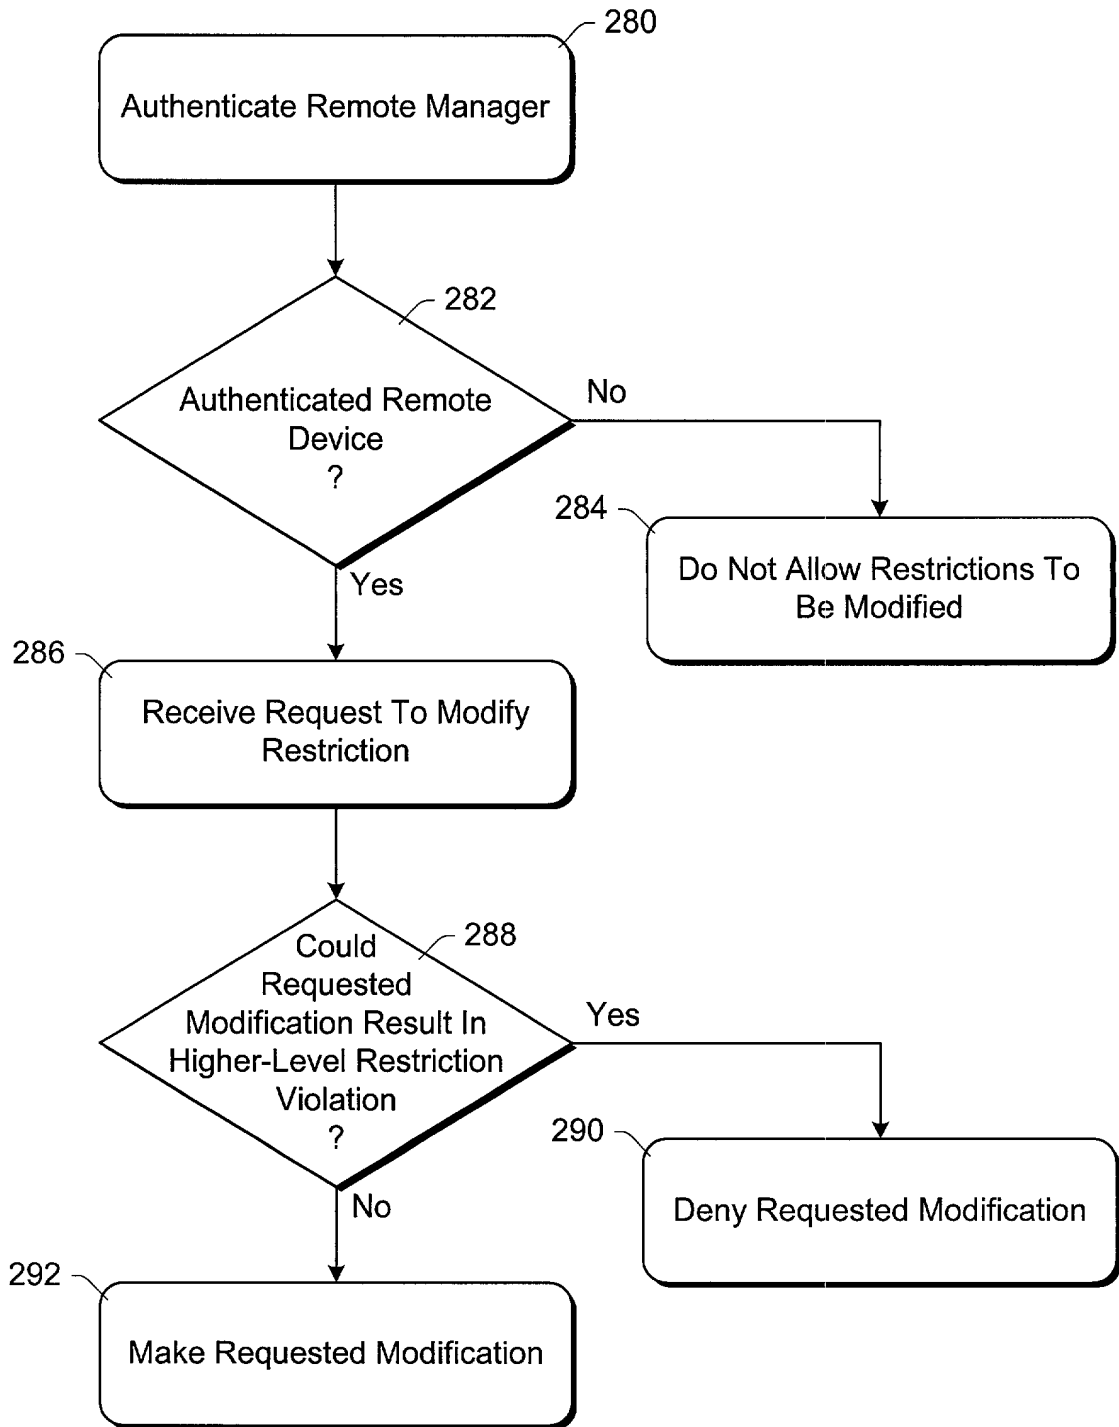 280
Authenticate Remote Manager
282
Authenticated Remote
Device
?
No
Yes
284
Do Not Allow Restrictions To
Be Modified
286
Receive Request To Modify
Restriction
288
Could
Requested
Modification Result In
Higher-Level Restriction
Violation
?
Yes
No
290
Deny Requested Modification
292
Make Requested Modification